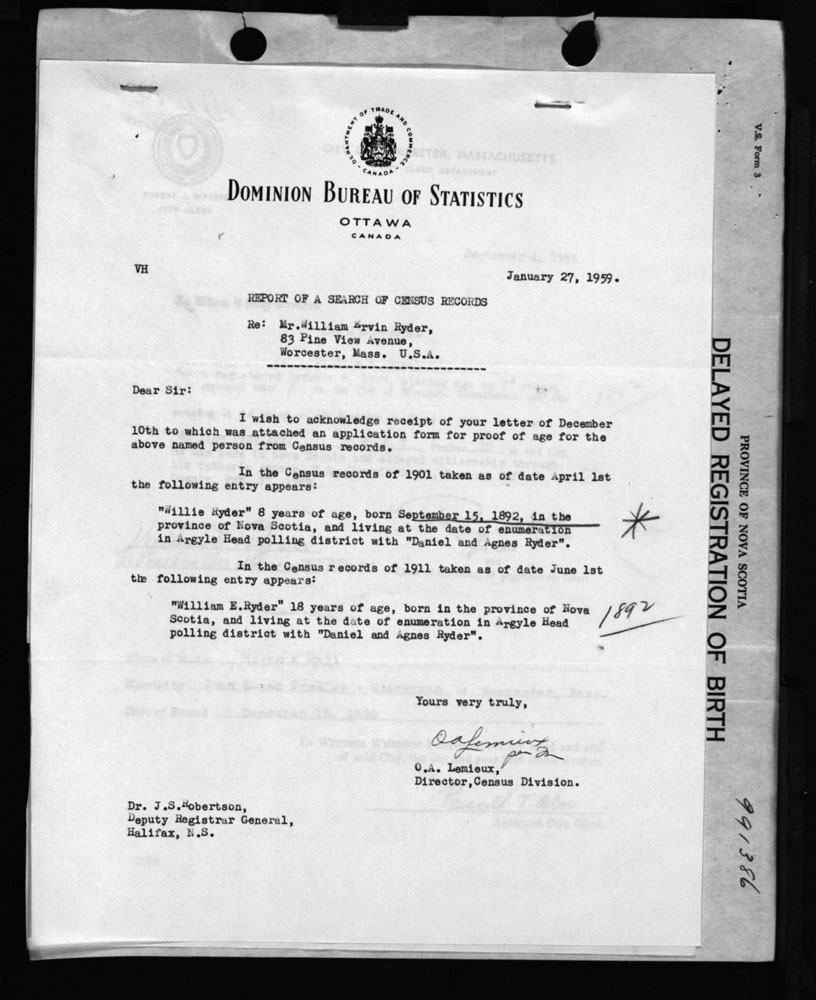 DEPARTMENT OF TRADE AND COMMERCE
CANADA
DOMINION BUREAU OF STATISTICS
OTTAWA
CANADA
VH
January 27, 1959.
REPORT OF A SEARCH OF CENSUS RECORDS
Re: Mr.William Ervin Ryder,
83 Pine View Avenue,
Worcester, Mass. U.S.A.
Dear Sir:
I wish to acknowledge receipt of your letter of December
10th to which was attached an application form for proof of age for the
above named person from Census records.
In the Census records of 1901 taken as of date April 1st
the following entry appears:
"Willie Ryder" 8 years of age, born September 15, 1892, in the
province of Nova Scotia, and living at the date of enumeration
in Argyle Head polling district with "Daniel and Agnes Ryder".
In the Census records of 1911 taken as of date June 1st
the following entry appears:
"William E.Ryder" 18 years of age, born in the province of Nova
Scotia, and living at the date of enumeration in Argyle Head
polling district with "Daniel and Agnes Ryder".
1892
Yours very truly,
O A Lemieux
per
O.A. Lemieux,
Director,Census Division.
Dr. J.S.Robertson,
Deputy Registrar General,
Halifax, N.S.
V.S. Form 3
PROVINCE OF NOVA SCOTIA
DELAYED REGISTRATION OF BIRTH
991386